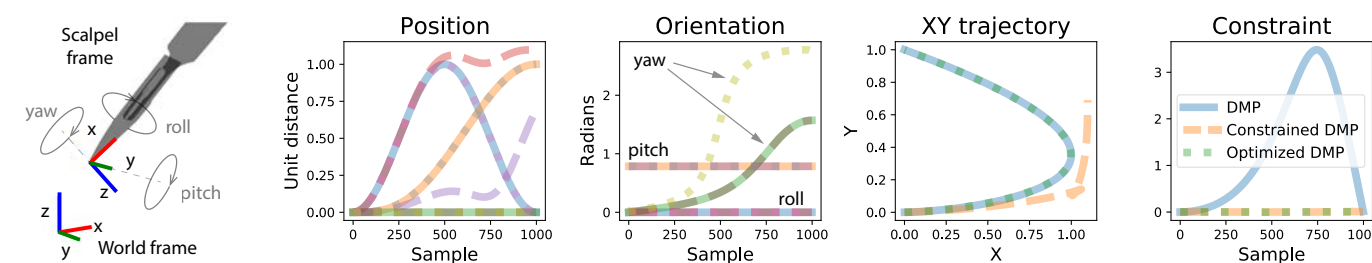 Scalpel
frame
yaw
x
roll
y
pitch
z
z
x
y
World frame
Position
Unit distance
1.00
0.75
0.50
0.25
0.00
0
250
500
750
1000
Sample
Orientation
Radians
2
1
0
yaw
pitch
roll
0
250
500
750
1000
Sample
XY trajectory
Y
1.0
0.8
0.6
0.4
0.2
0.0
0.00
0.25
0.50
0.75
1.00
X
Constraint
3
2
1
0
DMP
Constrained DMP
Optimized DMP
0
250
500
750
100
Sample